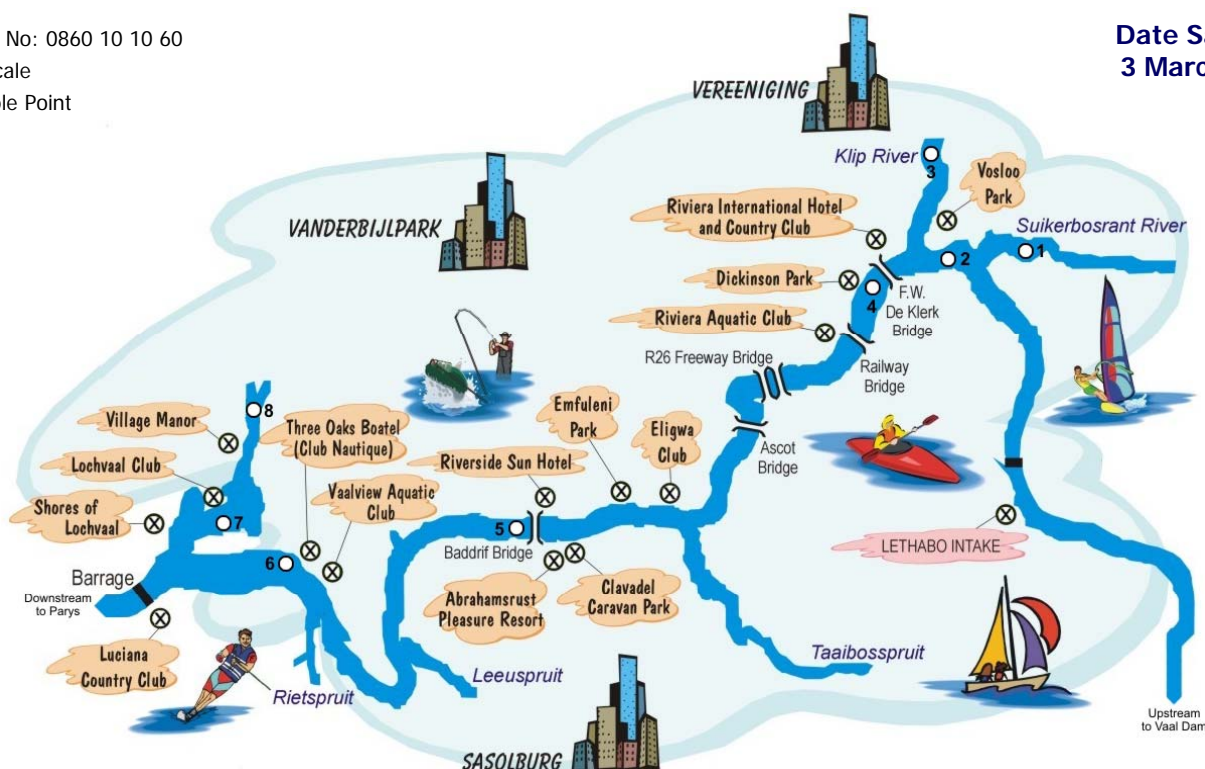 No: 0860 10 10 60
Date
3
Point
VEREENIGING
Klip River
3
Vosloo
Park
Riviera International Hotel
and Country Club
Suikerbosrant River
VANDERBIJLPARK
2
1
Dickinson Park
4
F.W.
De Klerk
Bridge
Riviera Aquatic Club
R26 Freeway Bridge
Railway
Bridge
8
Village Manor
Three Oaks Boatel
(Club Nautique)
Emfuleni
Park
Eligwa
Club
Ascot
Bridge
Lochvaal Club
Riverside Sun Hotel
Vaalview Aquatic
Club
Shores of
Lochvaal
7
5
Baddrif Bridge
LETHABO INTAKE
6
Barrage
Downstream
to Parys
Abrahamsrust
Pleasure Resort
Clavadel
Caravan Park
Luciana
Country Club
Rietspruit
Leeuspruit
Taaibosspruit
Upstream
to Vaal Dam
SASOLBURG